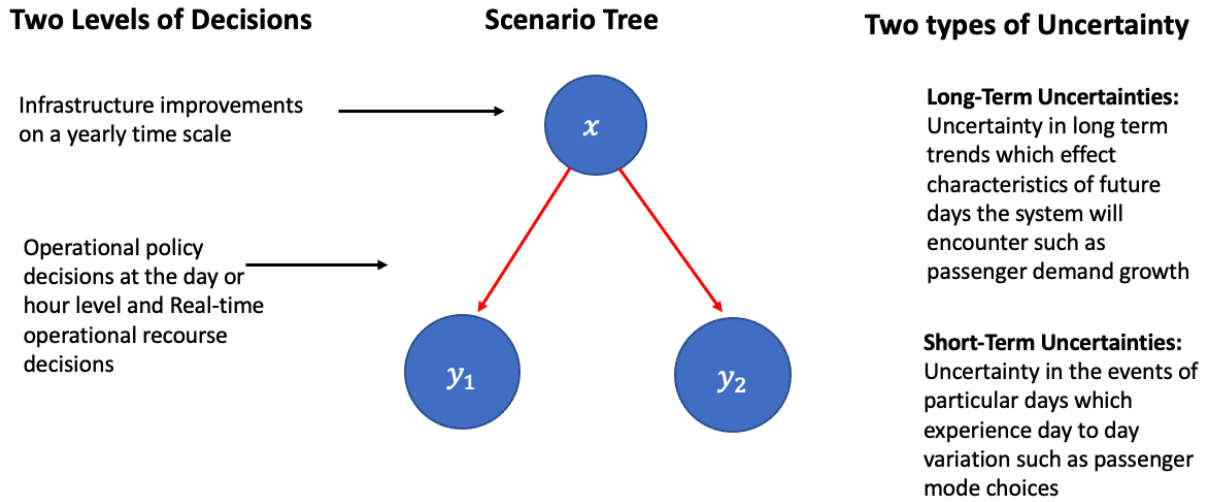 Two Levels of Decisions
Scenario Tree
Two types of Uncertainty
Infrastructure improvements
on a yearly time scale
Operational policy
decisions at the day or
hour level and Real-time
operational recourse
decisions
x
y₁
y₂
Long-Term Uncertainties:
Uncertainty in long term
trends which effect
characteristics of future
days the system will
encounter such as
passenger demand growth
Short-Term Uncertainties:
Uncertainty in the events of
particular days which
experience day to day
variation such as passenger
mode choices